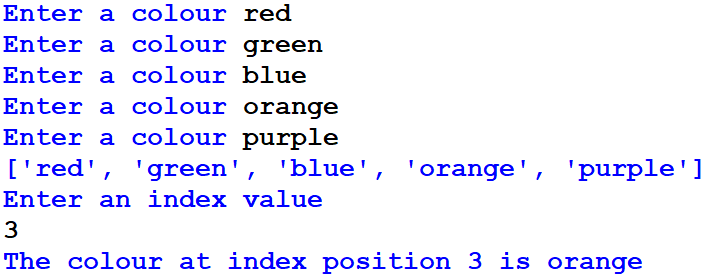 Enter a colour red
Enter a colour green
Enter a colour blue
Enter a colour orange
Enter a colour purple
['red', 'green', 'blue', 'orange', 'purple']
Enter an index value
3
The colour at index position 3 is orange